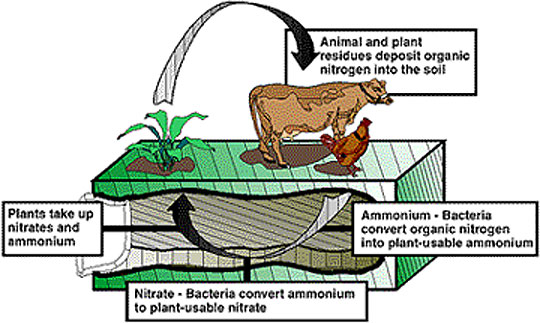 Animal and plant
residues deposit organic
nitrogen into the soil
Plants take up
nitrates and
ammonium
Ammonium - Bacteria
convert organic nitrogen
into plant-usable ammonium
Nitrate - Bacteria convert ammonium
to plant-usable nitrate